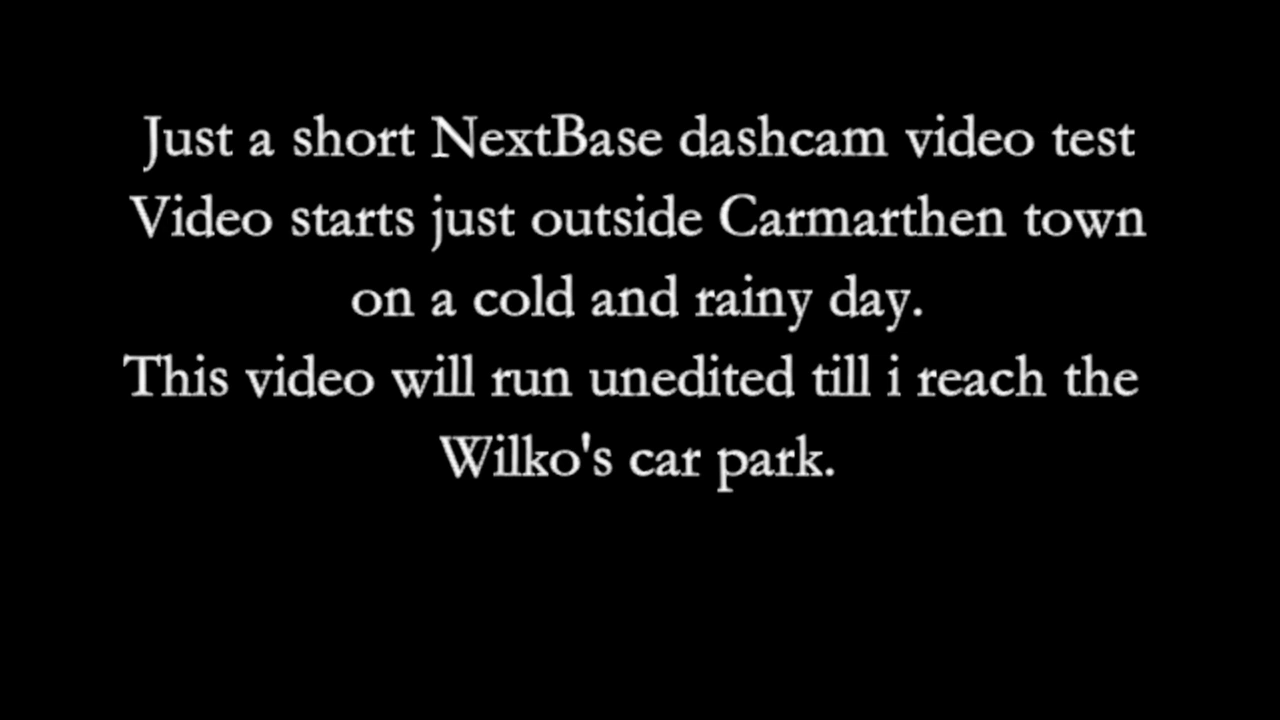 Just a short NextBase dashcam video test
Video starts just outside Carmarthen town
on a cold and rainy day.
This video will run unedited till i reach the
Wilko's car park.